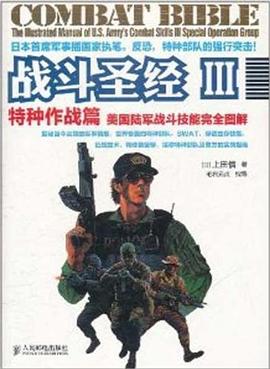 COMBAT BIBLE
The Illustrated Manual of U.S. Army's Combat Skills III Special Operation Group
日本首席军事插画家执笔。反恐,特种部队的强行突击!
战斗圣经 III
特种作战篇 美国陆军战斗技能完全图解
[日] 上田信 著
人民邮电出版社